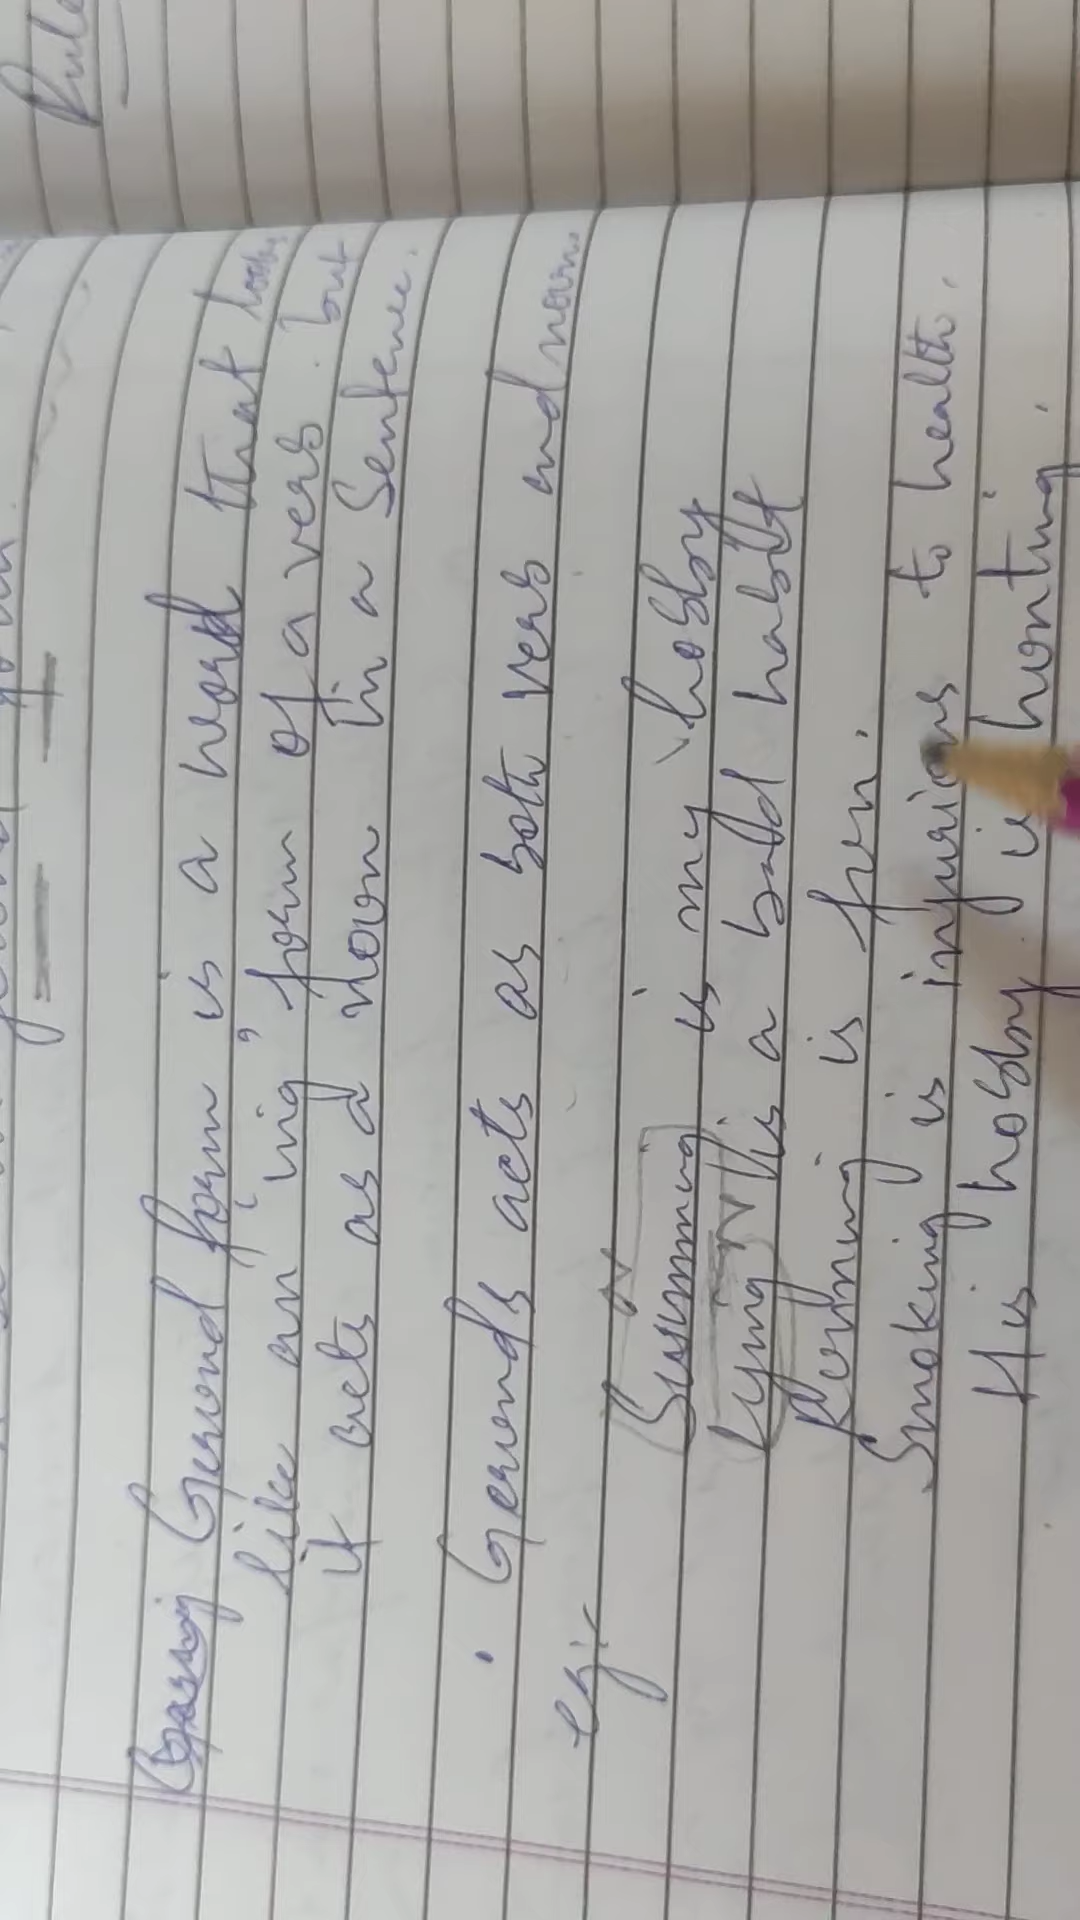 Rule
Gerund form is a word that looks
like an 'ing' form of a verb. but
it acts as a noun in a sentence.
. Gerunds acts as both verb and noun.
eg:-
N
Swimming is my hobby
Lying is a bad habit
N
Running is fun.
Smoking is injurious to health.
His hobby is hunting.